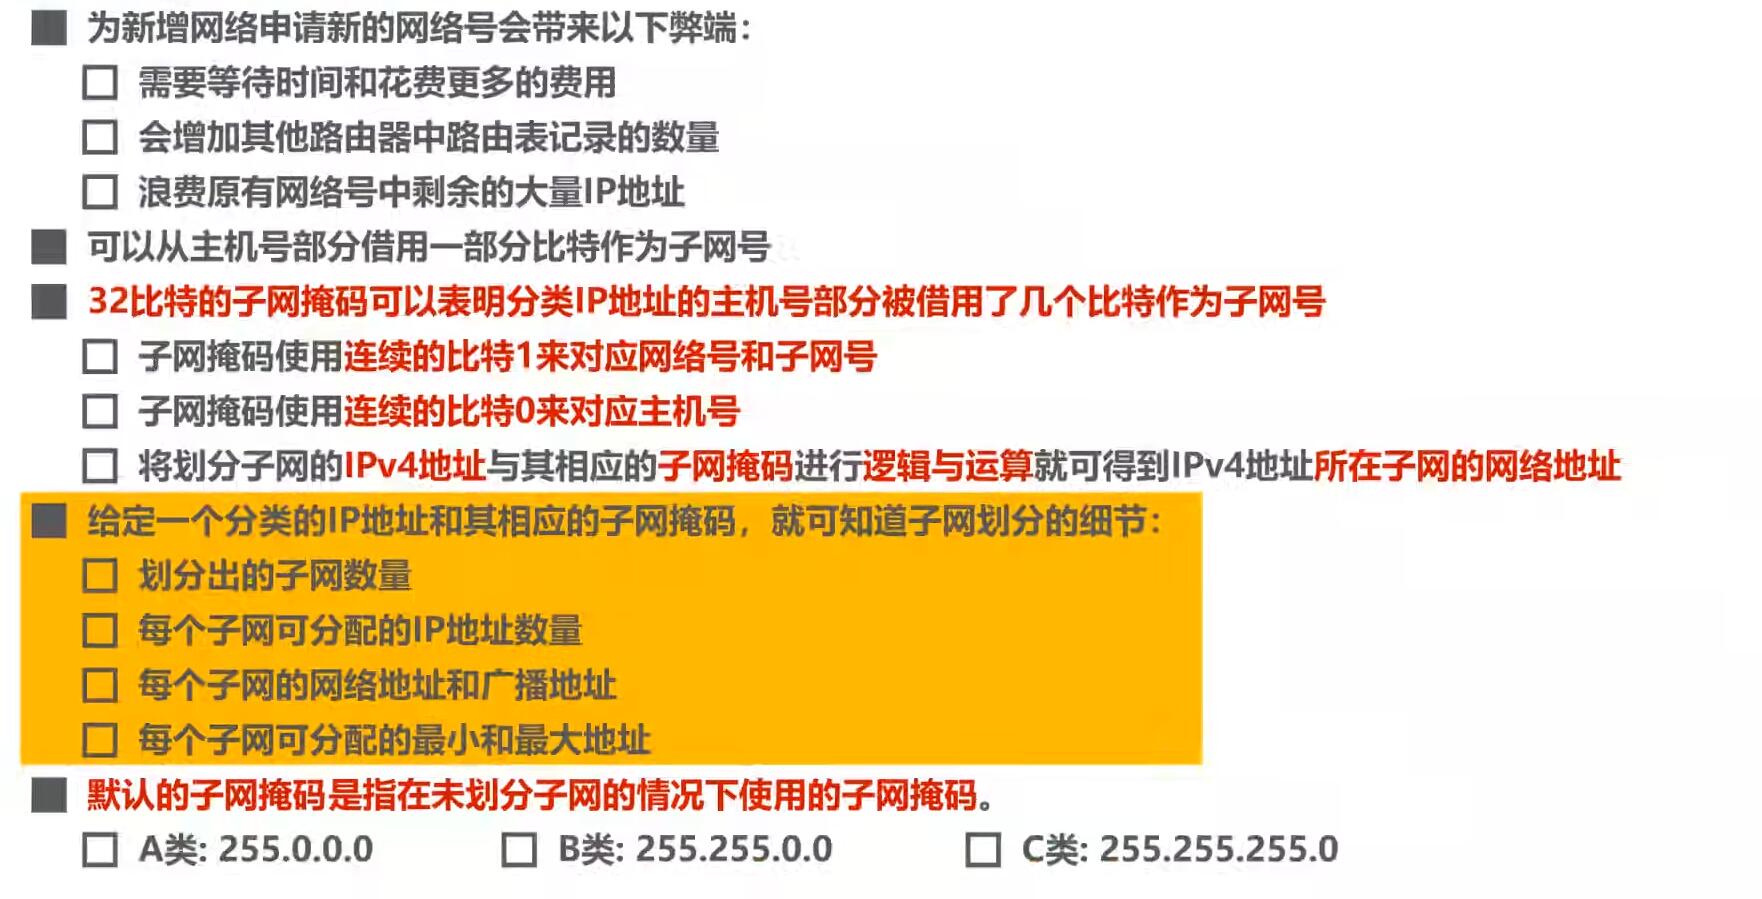 为新增网络申请新的网络号会带来以下弊端：
需要等待时间和花费更多的费用
会增加其他路由器中路由表记录的数量
浪费原有网络号中剩余的大量IP地址
可以从主机号部分借用一部分比特作为子网号
32比特的子网掩码可以表明分类IP地址的主机号部分被借用了几个比特作为子网号
子网掩码使用连续的比特1来对应网络号和子网号
子网掩码使用连续的比特0来对应主机号
将划分子网的IPv4地址与其相应的子网掩码进行逻辑与运算就可得到IPv4地址所在子网的网络地址
给定一个分类的IP地址和其相应的子网掩码，就可知道子网划分的细节：
划分出的子网数量
每个子网可分配的IP地址数量
每个子网的网络地址和广播地址
每个子网可分配的最小和最大地址
默认的子网掩码是指在未划分子网的情况下使用的子网掩码。
A类: 255.0.0.0 B类: 255.255.0.0 C类: 255.255.255.0